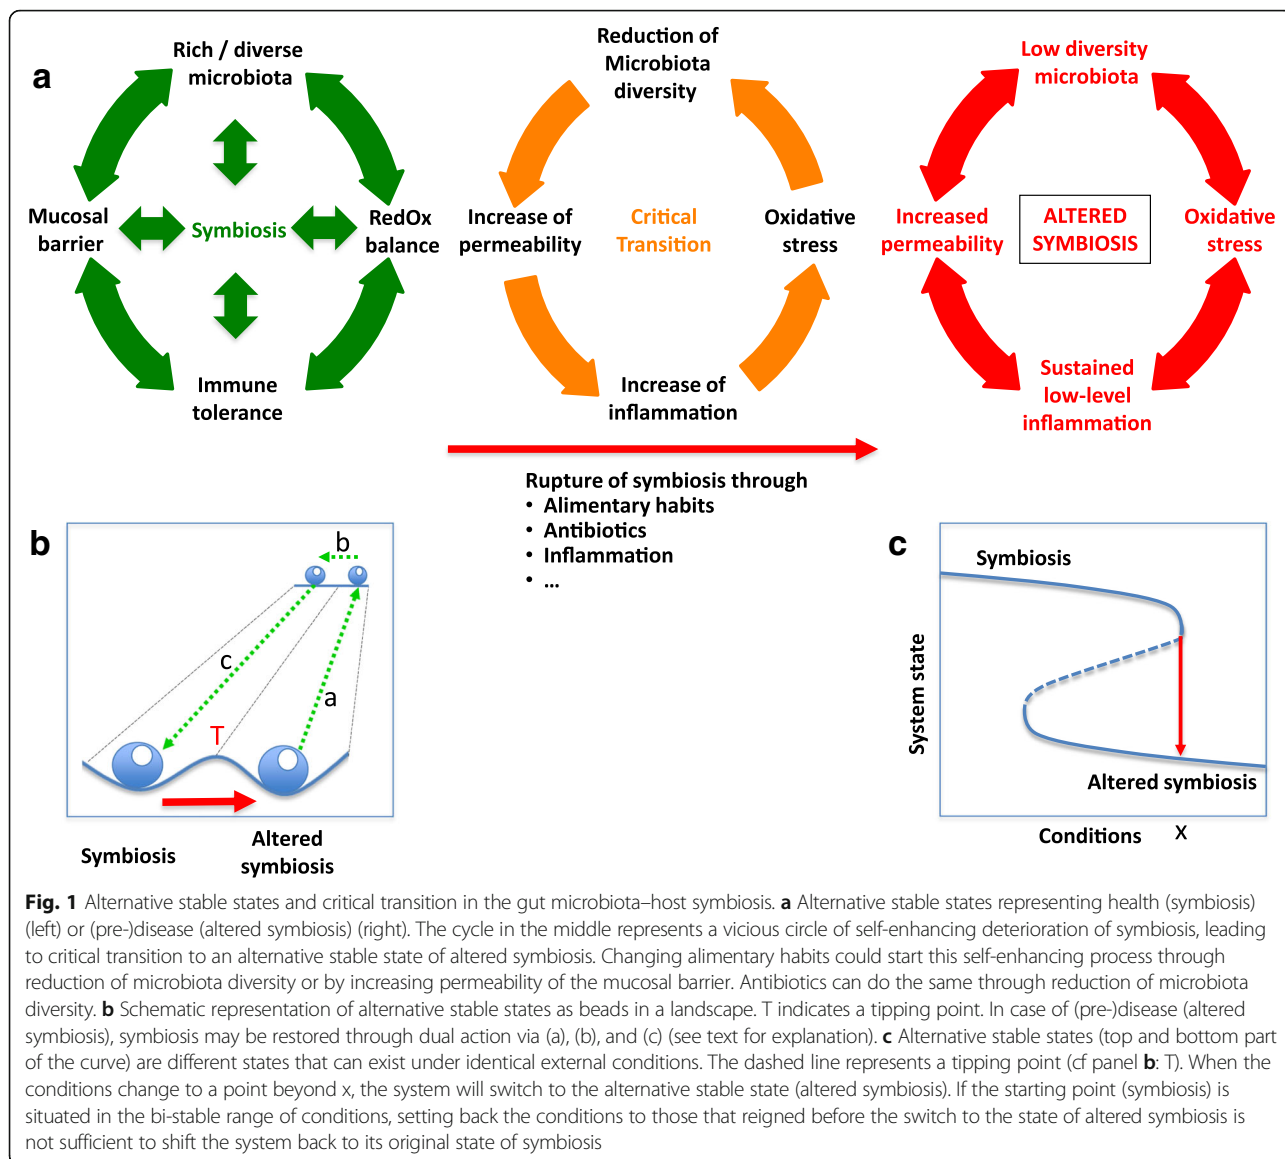 a
Rich / diverse
microbiota
Mucosal
barrier
Symbiosis
RedOx
balance
Immune
tolerance
Reduction of
Microbiota
diversity
Increase of
permeability
Critical
Transition
Oxidative
stress
Increase of
inflammation
Low diversity
microbiota
Increased
permeability
ALTERED
SYMBIOSIS
Oxidative
stress
Sustained
low-level
inflammation
Rupture of symbiosis through
• Alimentary habits
• Antibiotics
• Inflammation
• ...
b
b
c
a
T
Symbiosis
Altered
symbiosis
c
Symbiosis
System state
Altered symbiosis
Conditions
X
Fig. 1 Alternative stable states and critical transition in the gut microbiota–host symbiosis. a Alternative stable states representing health (symbiosis)
(left) or (pre-)disease (altered symbiosis) (right). The cycle in the middle represents a vicious circle of self-enhancing deterioration of symbiosis, leading
to critical transition to an alternative stable state of altered symbiosis. Changing alimentary habits could start this self-enhancing process through
reduction of microbiota diversity or by increasing permeability of the mucosal barrier. Antibiotics can do the same through reduction of microbiota
diversity. b Schematic representation of alternative stable states as beads in a landscape. T indicates a tipping point. In case of (pre-)disease (altered
symbiosis), symbiosis may be restored through dual action via (a), (b), and (c) (see text for explanation). c Alternative stable states (top and bottom part
of the curve) are different states that can exist under identical external conditions. The dashed line represents a tipping point (cf panel b: T). When the
conditions change to a point beyond x, the system will switch to the alternative stable state (altered symbiosis). If the starting point (symbiosis) is
situated in the bi-stable range of conditions, setting back the conditions to those that reigned before the switch to the state of altered symbiosis is
not sufficient to shift the system back to its original state of symbiosis